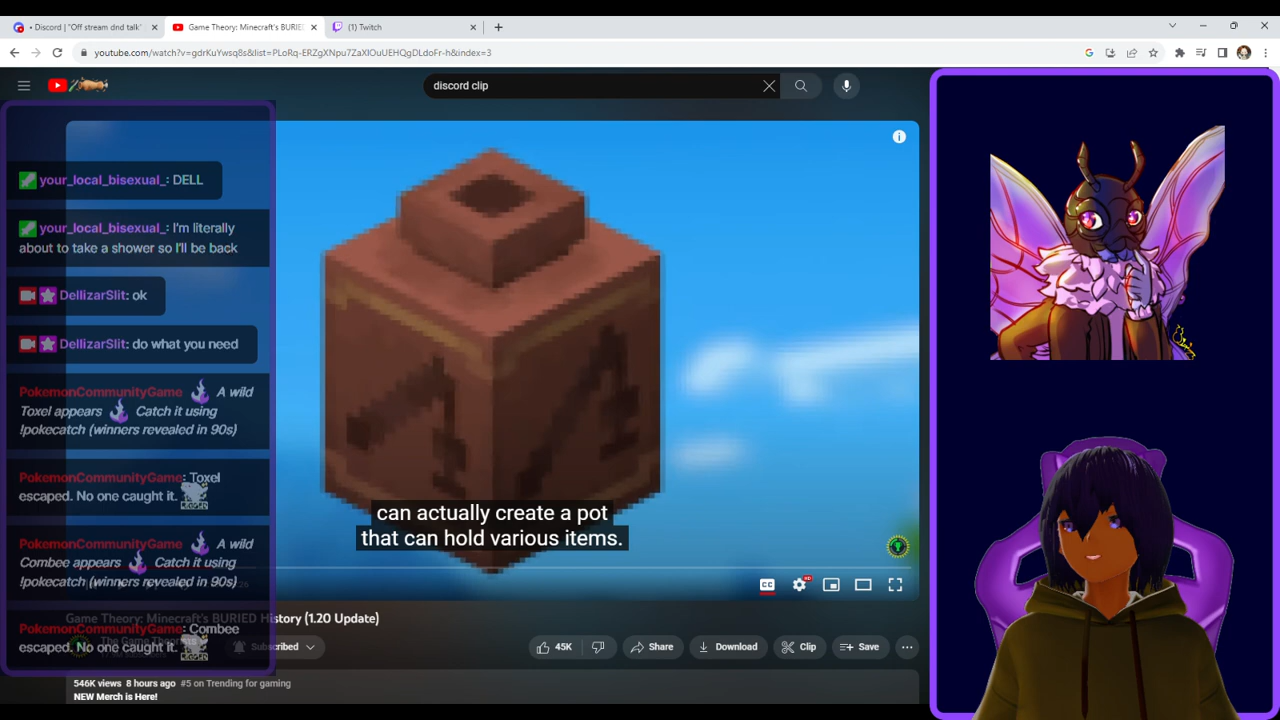 • Discord | "Off stream dnd talk"
Game Theory: Minecraft's BURIED
(1) Twitch
youtube.com/watch?v=gdrKuYwsq8s&list=PLoRq-ERZgXNpu7ZaXIOuUEHQgDLdoFr-h&index=3
discord clip
your_local_bisexual_: DELL
your_local_bisexual_: I'm literally
about to take a shower so I'll be back
DellizarSlit: ok
DellizarSlit: do what you need
PokemonCommunityGame A wild
Toxel appears Catch it using
!pokecatch (winners revealed in 90s)
PokemonCommunityGame: Toxel
escaped. No one caught it.
PokemonCommunityGame A wild
Combee appears Catch it using
!pokecatch (winners revealed in 90s)
PokemonCommunityGame: Combee
escaped. No one caught it.
can actually create a pot
that can hold various items.
CC
HD
Game Theory: Minecraft's BURIED History (1.20 Update)
The Game Theorists
Subscribed
45K
Share
Download
Clip
Save
546K views 8 hours ago #5 on Trending for gaming
NEW Merch is Here!